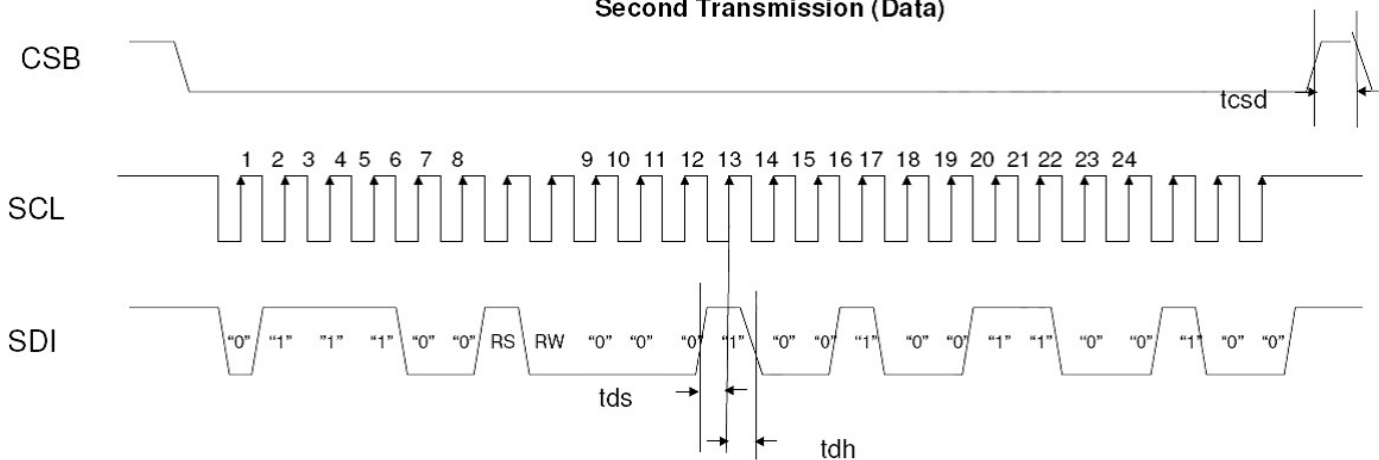 Second Transmission (Data)
CSB
tcsd
1 2 3 4 5 6 7 8 9 10 11 12 13 14 15 16 17 18 19 20 21 22 23 24
SCL
SDI “0” “1” ”1” “1” “0” “0” RS RW “0” “0” “0” “1” “0” “0” “1” “0” “0” “1” “1” “0” “0” “1” “0” “0”
tds
tdh